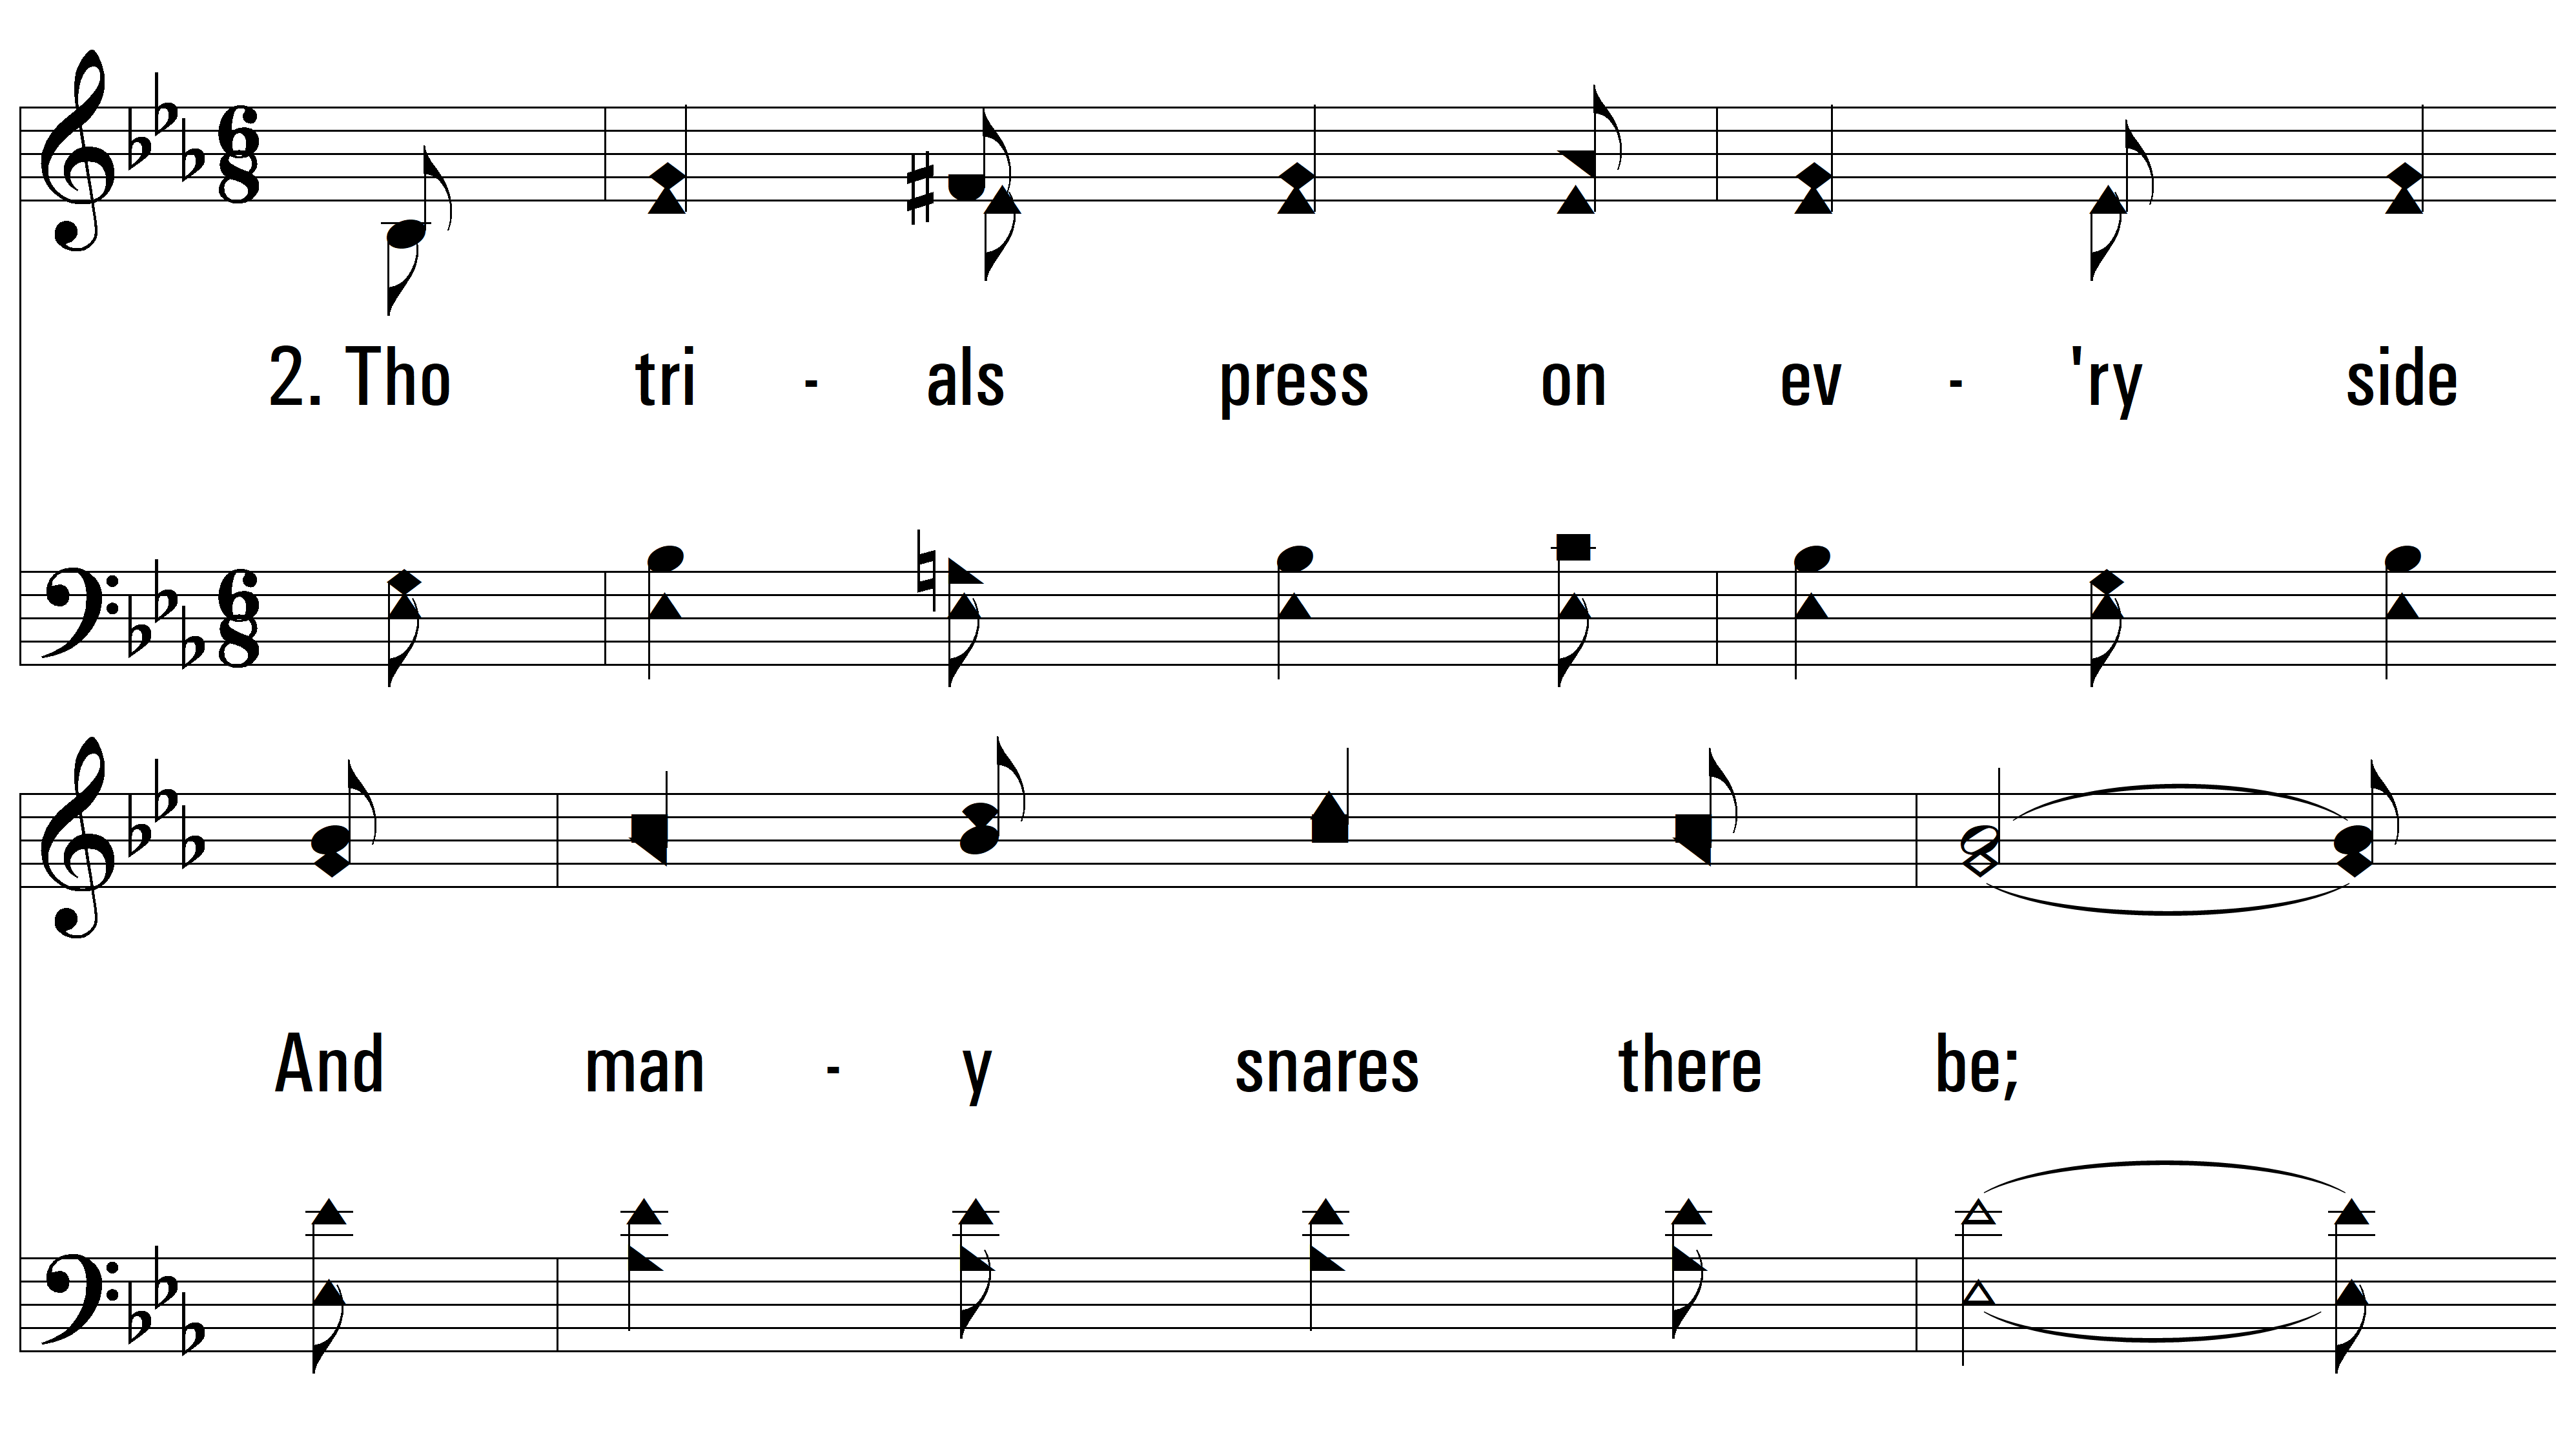 2. Tho tri - als press on ev - 'ry side
And man - y snares there be;